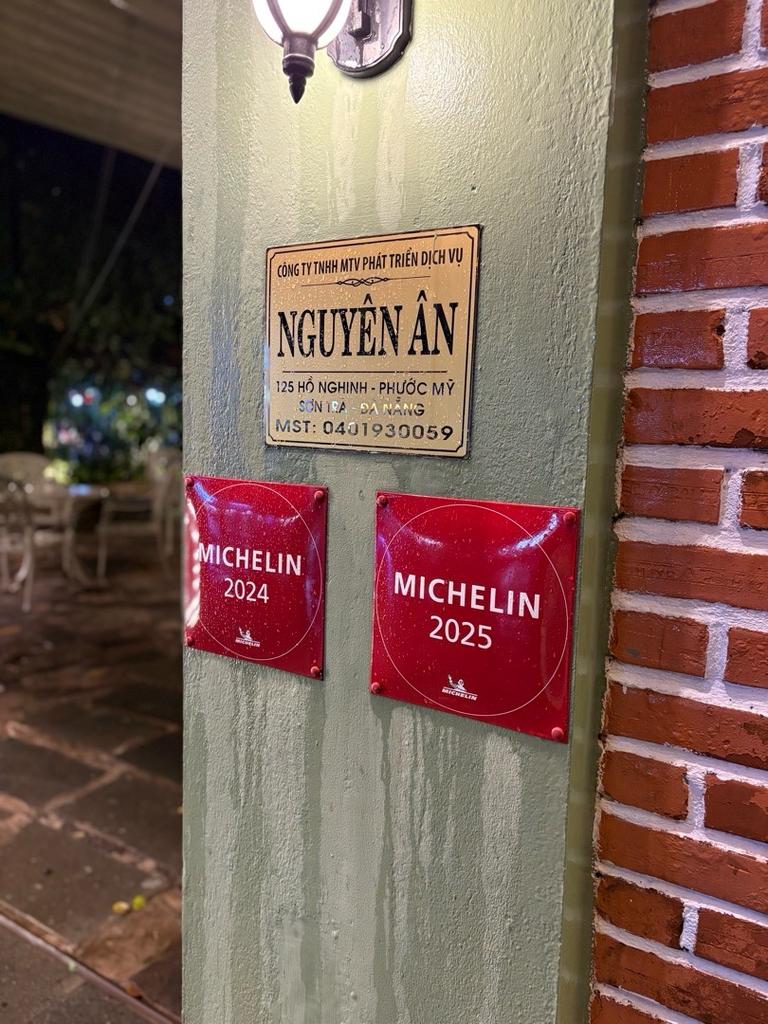 CÔNG TY TNHH MTV PHÁT TRIỂN DỊCH VỤ
NGUYÊN ÂN
125 HỒ NGHINH - PHƯỚC MỸ
SƠN TRÀ - ĐÀ NẴNG
MST: 0401930059
MICHELIN
2024
MICHELIN
MICHELIN
2025
MICHELIN